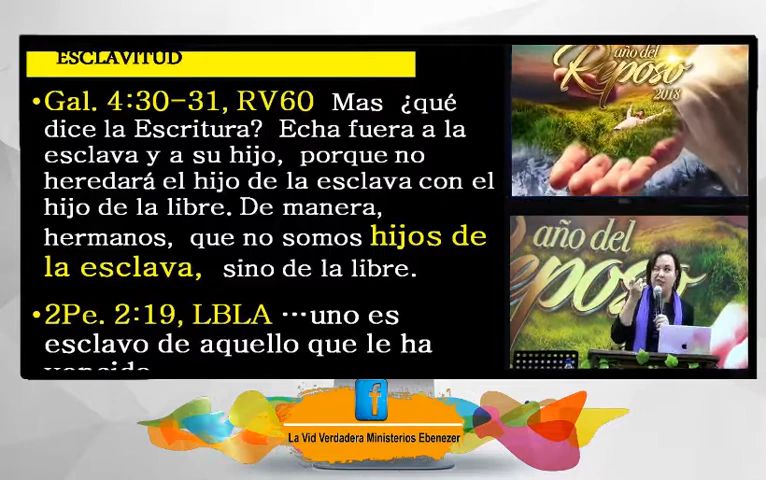 ESCLAVITUD
•Gal. 4:30-31, RV60 Mas ¿qué
dice la Escritura? Echa fuera a la
esclava y a su hijo, porque no
heredará el hijo de la esclava con el
hijo de la libre. De manera,
hermanos, que no somos hijos de
la esclava, sino de la libre.
•2Pe. 2:19, LBLA …uno es
esclavo de aquello que le ha
vencido
año del
Reposo
2018
año del
Reposo
f
La Vid Verdadera Ministerios Ebenezer